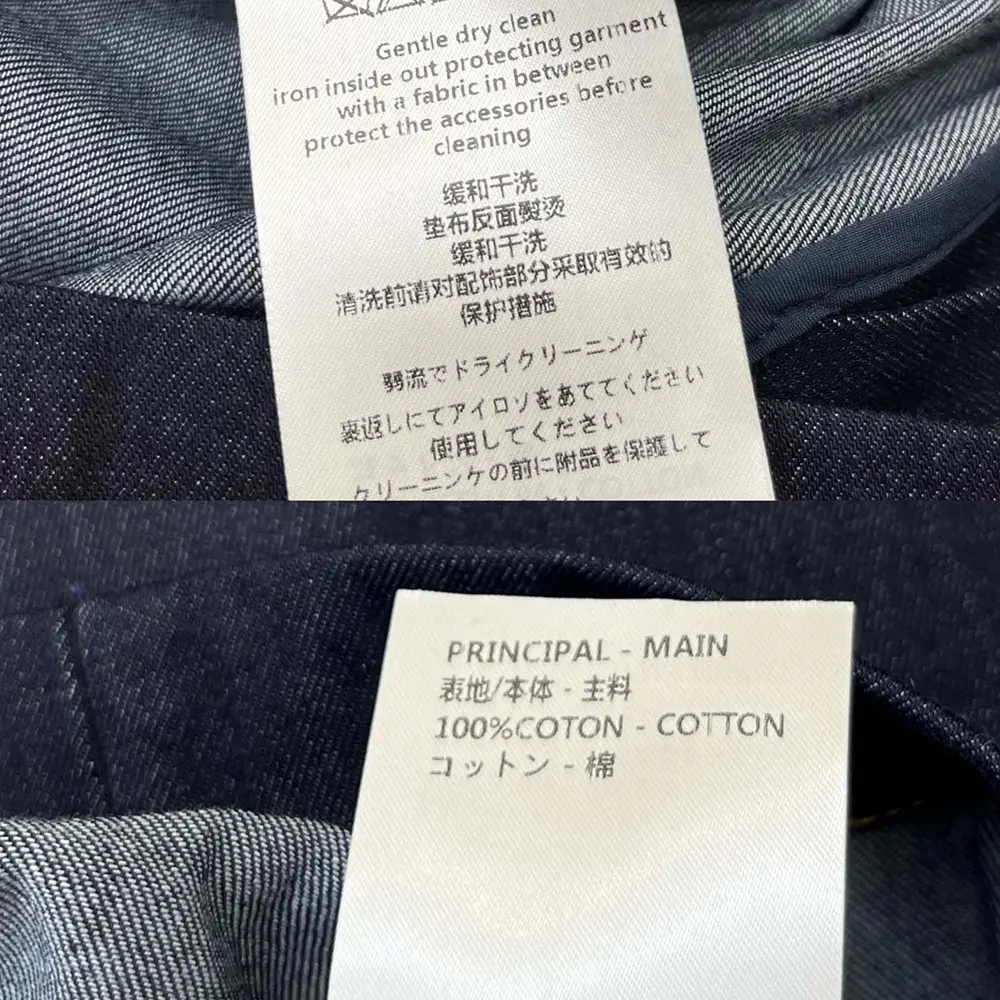 Gentle dry clean
iron inside out protecting garment
with a fabric in between
protect the accessories before
cleaning
缓和干洗
垫布反面熨烫
缓和干洗
清洗前请对配饰部分采取有效的
保护措施
弱流でドライクリーニンゲ
裏返しにてアイロソをあててください
使用してください
クリーニンケの前に附品を保護して
PRINCIPAL - MAIN
表地/本体 - 主料
100%COTON - COTTON
コットン - 棉